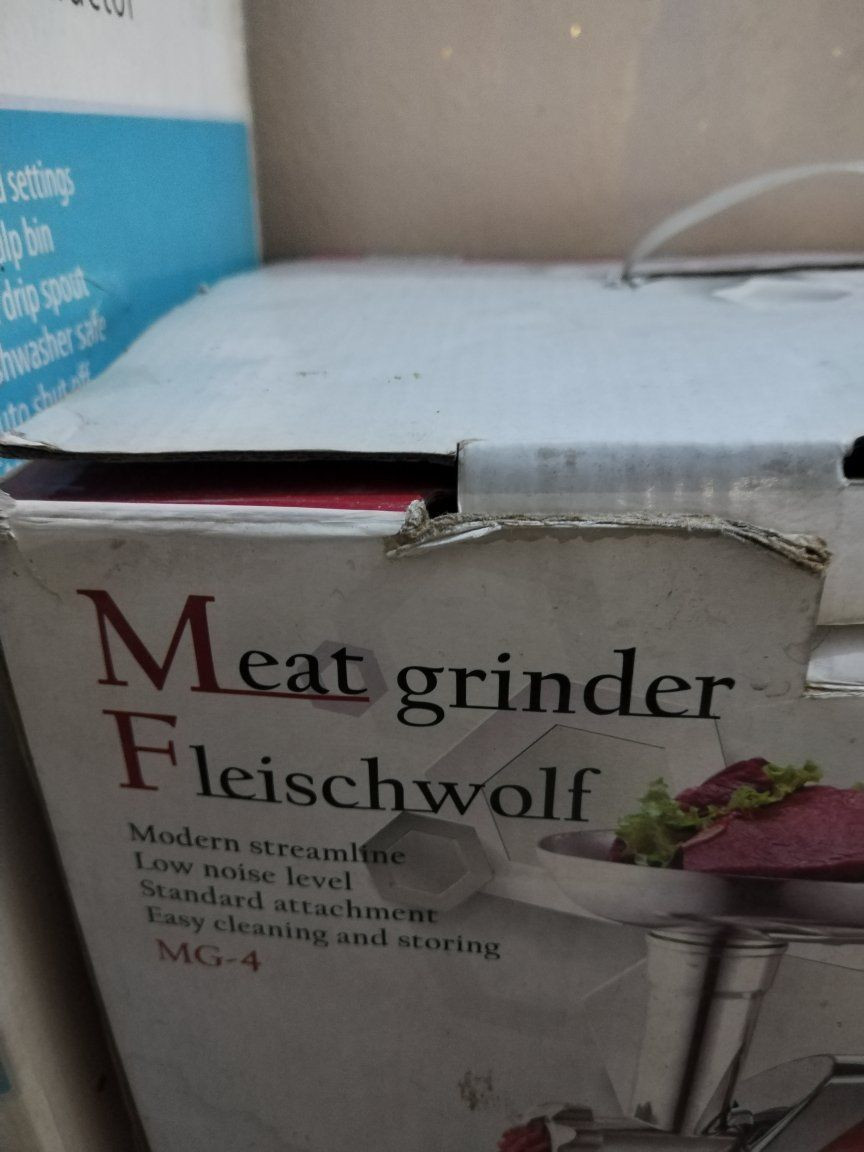 settings
bin
drip spout
safe
Meat grinder
Fleischwolf
Modern streamline
Low noise level
Standard attachment
Easy cleaning and storing
MG-4